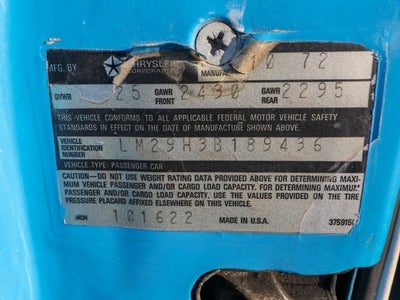 MFG. BY CHRYSLER CORPORATION MANUFAC 10 72
GVWR 25 GAWR FRONT 2430 GAWR REAR 2295
THIS VEHICLE CONFORMS TO ALL APPLICABLE FEDERAL MOTOR VEHICLE SAFETY
STANDARDS IN EFFECT ON THE DATE OF MANUFACTURE SHOWN ABOVE.
VEHICLE IDENTIFICATION NUMBER LM29H3B189436
VEHICLE TYPE: PASSENGER CAR
CAUTION—DO NOT USE WEIGHT RATING DATA PROVIDED ABOVE FOR DETERMINING MAXI-
MUM VEHICLE PASSENGER AND/OR CARGO LOAD CAPACITY. FOR DETERMINING MAXIMUM
PASSENGER AND/OR CARGO LOAD CAPACITY. USE THE VALUES PROVIDED ON THE TIRE
PRESSURE PLACARD AFFIXED ELSEWHERE ON THIS VEHICLE.
MDH 101622 MADE IN U.S.A. 3759150